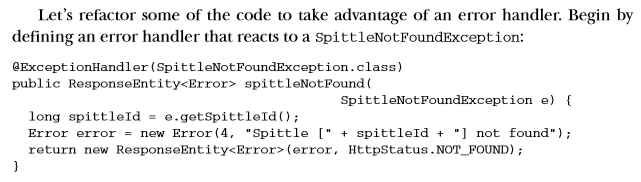 Let's refactor some of the code to take advantage of an error handler. Begin by
defining an error handler that reacts to a SpittleNotFoundException:
@ExceptionHandler(SpittleNotFoundException.class)
public ResponseEntity<Error> spittleNotFound(
SpittleNotFoundException e) {
long spittleId = e.getSpittleId();
Error error = new Error(4, "Spittle [" + spittleId + "] not found");
return new ResponseEntity<Error>(error, HttpStatus.NOT_FOUND);
}